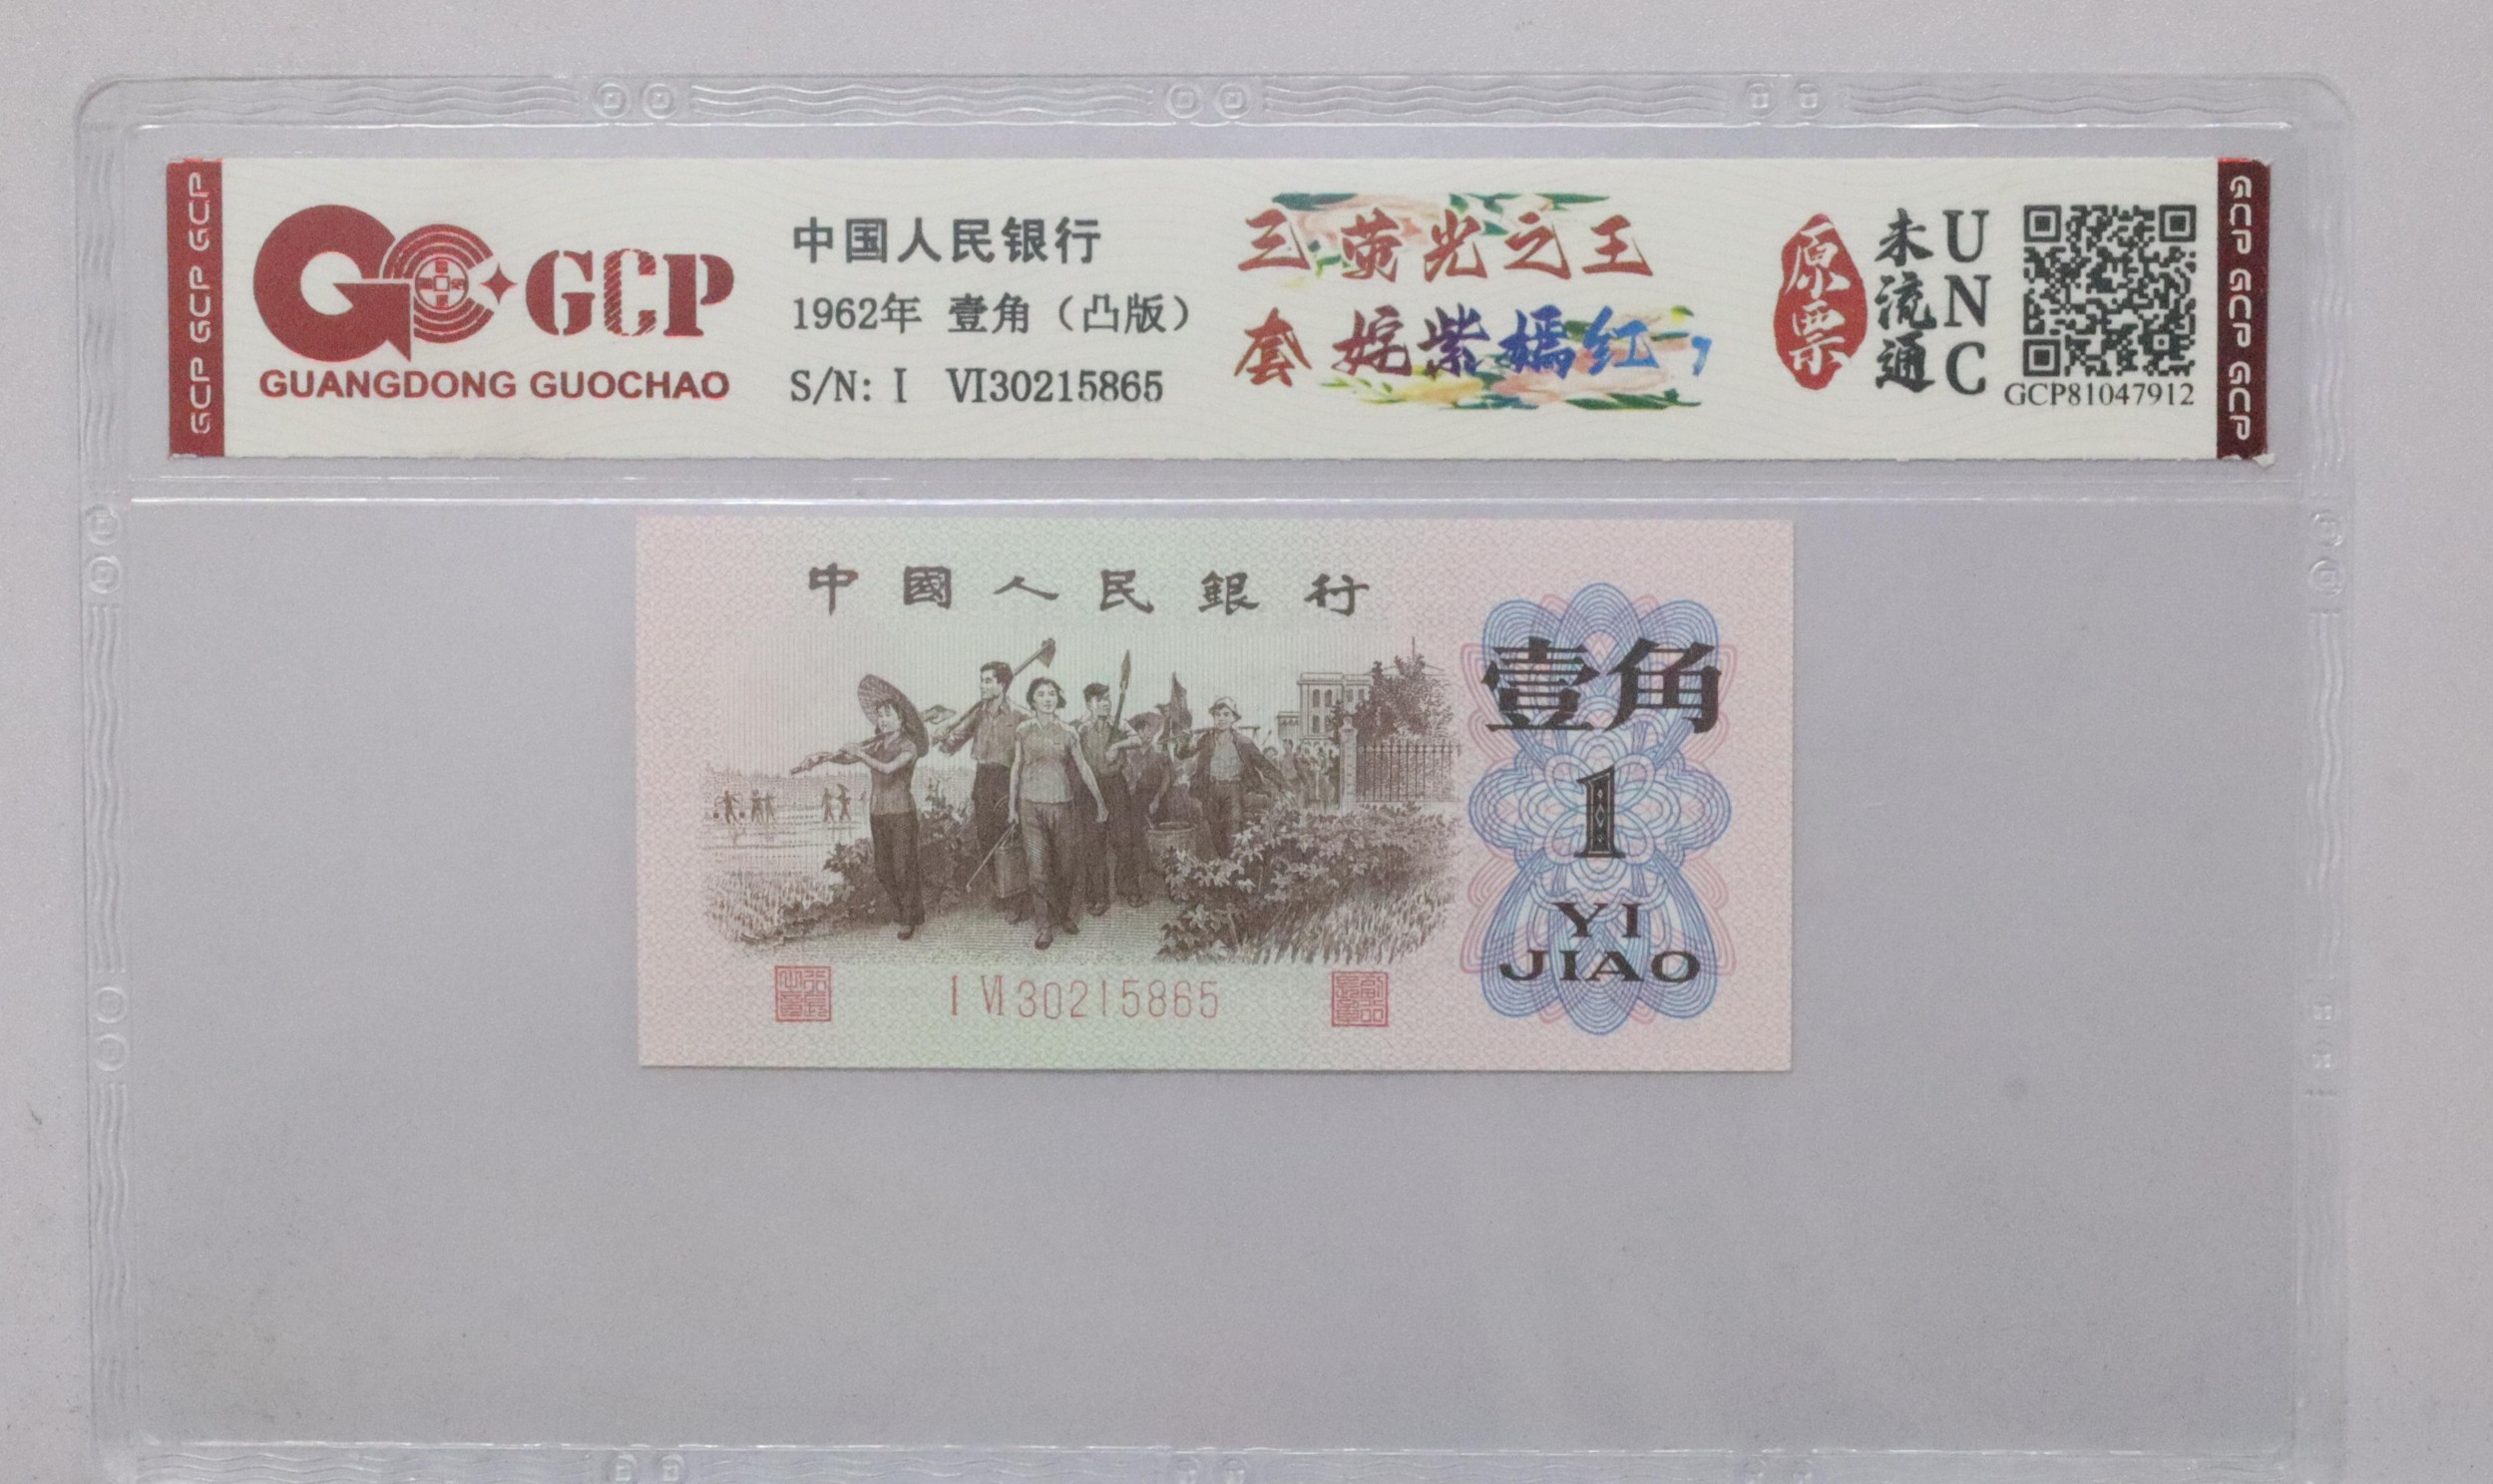 GCP GCP GCP
GCP
GUANGDONG GUOCHAO
中国人民银行
1962年 壹角（凸版）
S/N: I VI30215865
三 荧光之王
套 姹紫嫣红
原票
未流通
UNC
GCP81047912
GCP GCP GCP
中國人民銀行
壹角
1
YI
JIAO
I VI 30215865